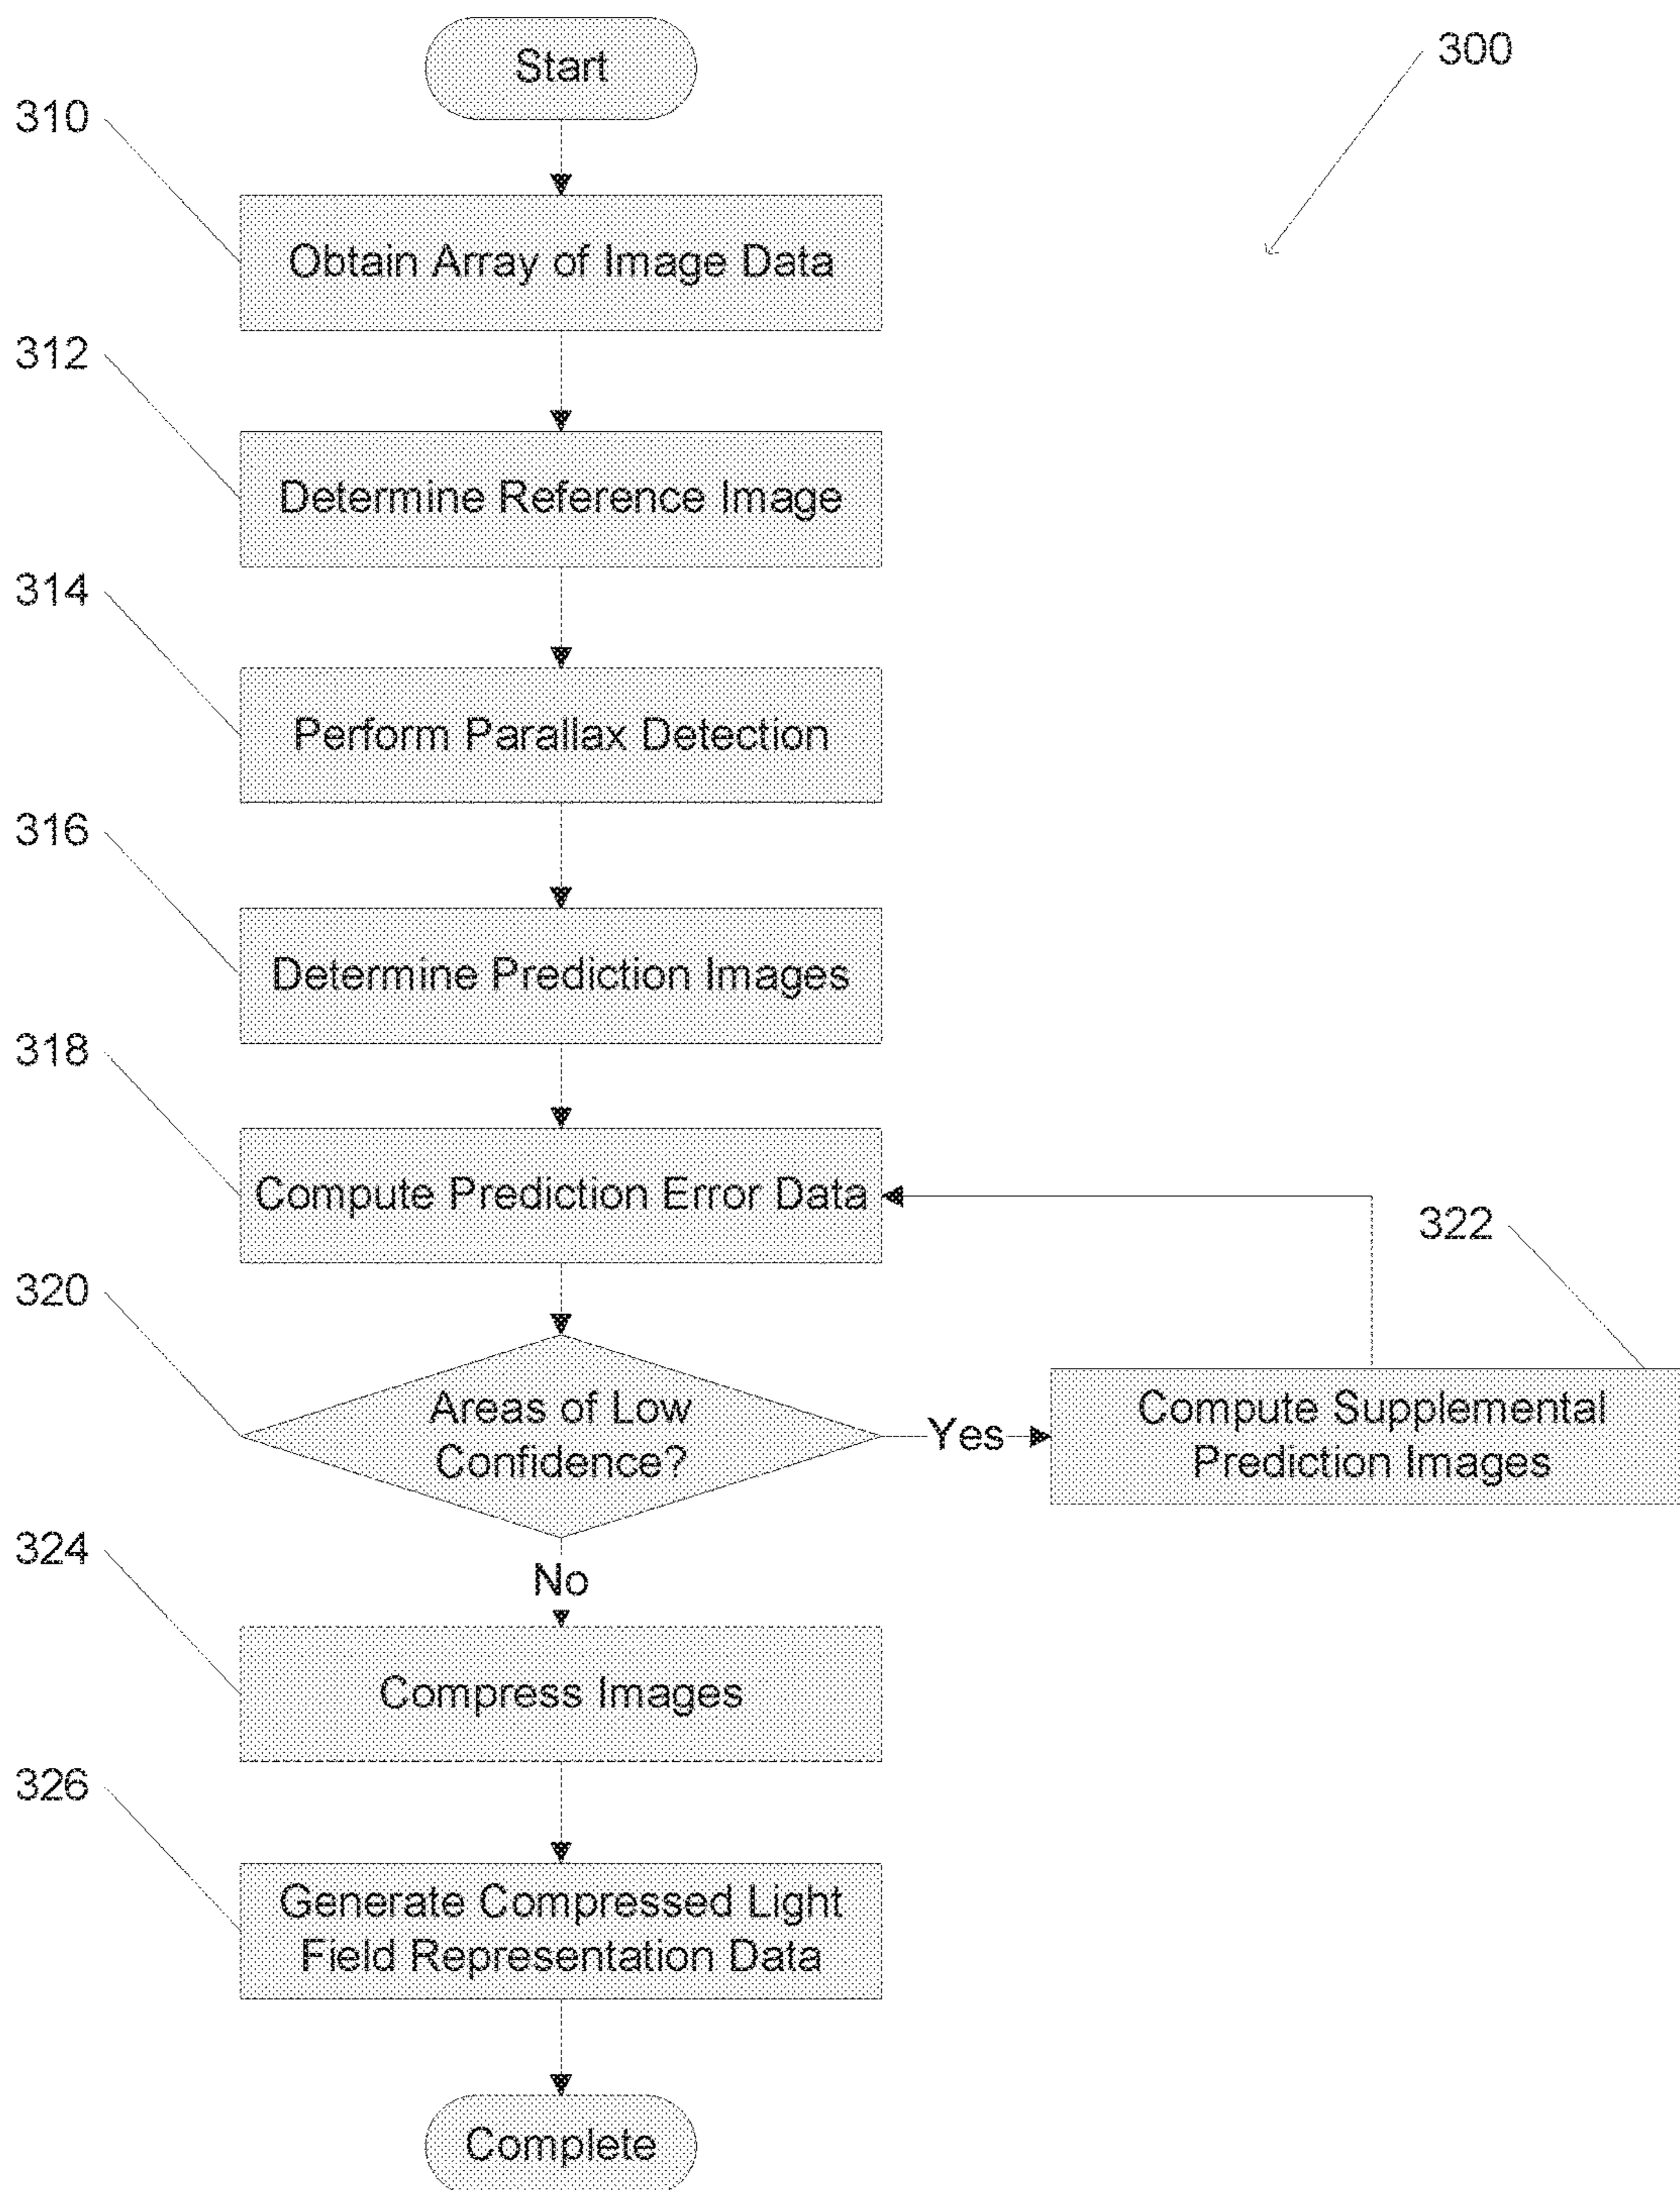 Start
300
310
Obtain Array of Image Data
312
Determine Reference Image
314
Perform Parallax Detection
316
Determine Prediction Images
318
Compute Prediction Error Data
322
320
Areas of Low
Confidence?
Yes
Compute Supplemental
Prediction Images
324
No
Compress Images
326
Generate Compressed Light
Field Representation Data
Complete